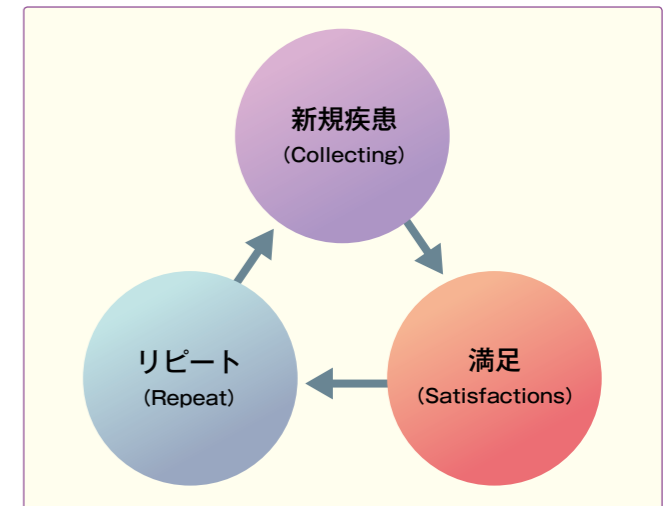 新規疾患
（Collecting）
リピート
（Repeat）
満足
（Satisfactions）